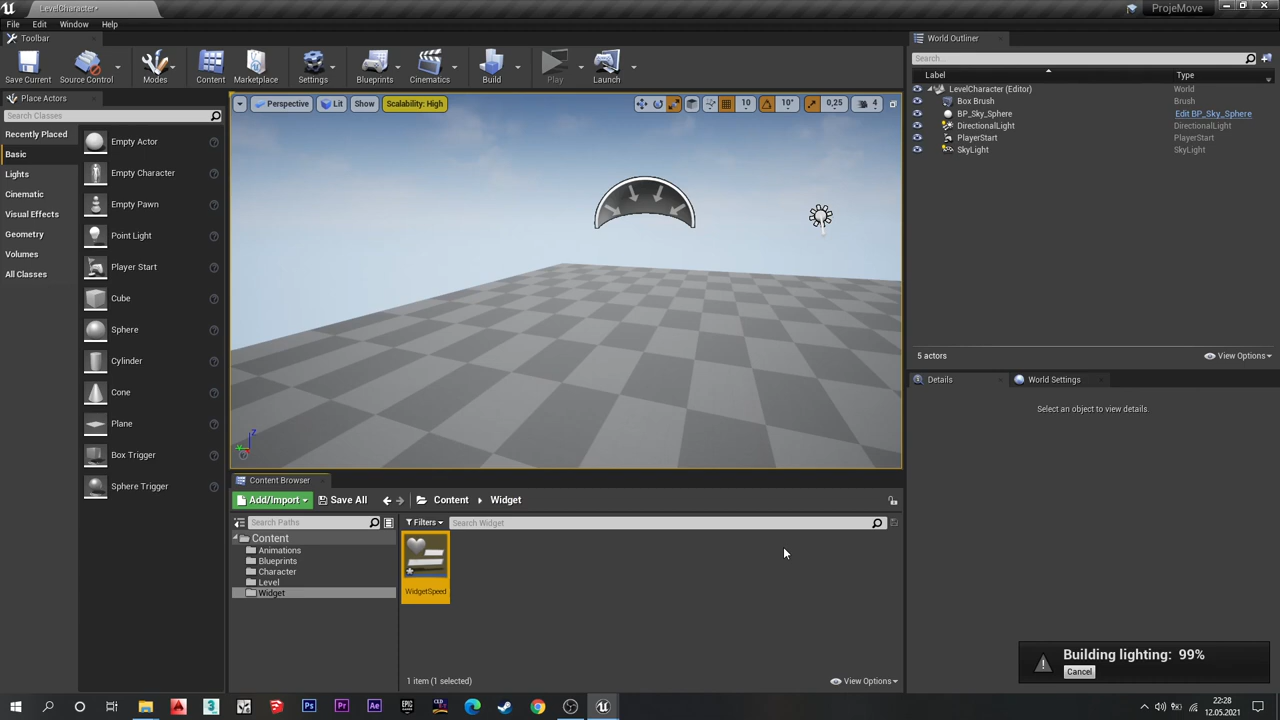 LevelCharacter*
ProjeMove
File Edit Window Help
Toolbar
Save Current
Source Control
Modes
Content
Marketplace
Settings
Blueprints
Cinematics
Build
Play
Launch
Place Actors
Search Classes
Recently Placed
Basic
Lights
Cinematic
Visual Effects
Geometry
Volumes
All Classes
Empty Actor
Empty Character
Empty Pawn
Point Light
Player Start
Cube
Sphere
Cylinder
Cone
Plane
Box Trigger
Sphere Trigger
Perspective Lit Show Scalability: High
10 10° 0,25 4
Z
Content Browser
Add/Import Save All Content Widget
Search Paths
Filters Search Widget
Content
Animations
Blueprints
Character
Level
Widget
WidgetSpeed
1 item (1 selected)
View Options
World Outliner
Search...
Label Type
LevelCharacter (Editor) World
Box Brush Brush
BP_Sky_Sphere Edit BP_Sky_Sphere
DirectionalLight DirectionalLight
PlayerStart PlayerStart
SkyLight SkyLight
5 actors View Options
Details World Settings
Select an object to view details.
Building lighting: 99%
Cancel
22:28
12.05.2021